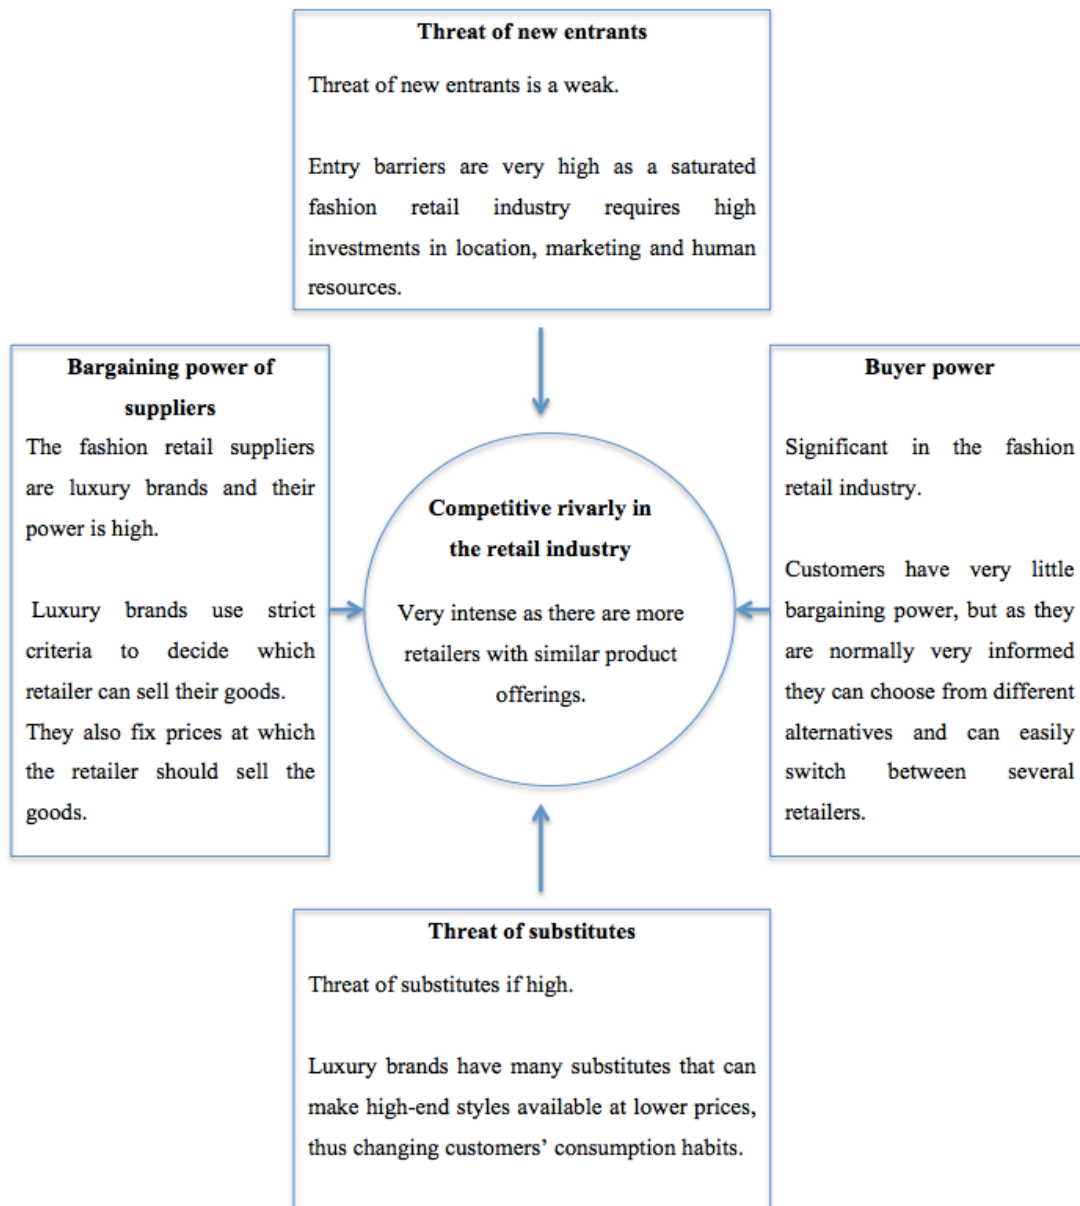 Threat of new entrants
Threat of new entrants is a weak.
Entry barriers are very high as a saturated
fashion retail industry requires high
investments in location, marketing and human
resources.
Bargaining power of
suppliers
The fashion retail suppliers
are luxury brands and their
power is high.
Luxury brands use strict
criteria to decide which
retailer can sell their goods.
They also fix prices at which
the retailer should sell the
goods.
Competitive rivarly in
the retail industry
Very intense as there are more
retailers with similar product
offerings.
Buyer power
Significant in the fashion
retail industry.
Customers have very little
bargaining power, but as they
are normally very informed
they can choose from different
alternatives and can easily
switch between several
retailers.
Threat of substitutes
Threat of substitutes if high.
Luxury brands have many substitutes that can
make high-end styles available at lower prices,
thus changing customers’ consumption habits.